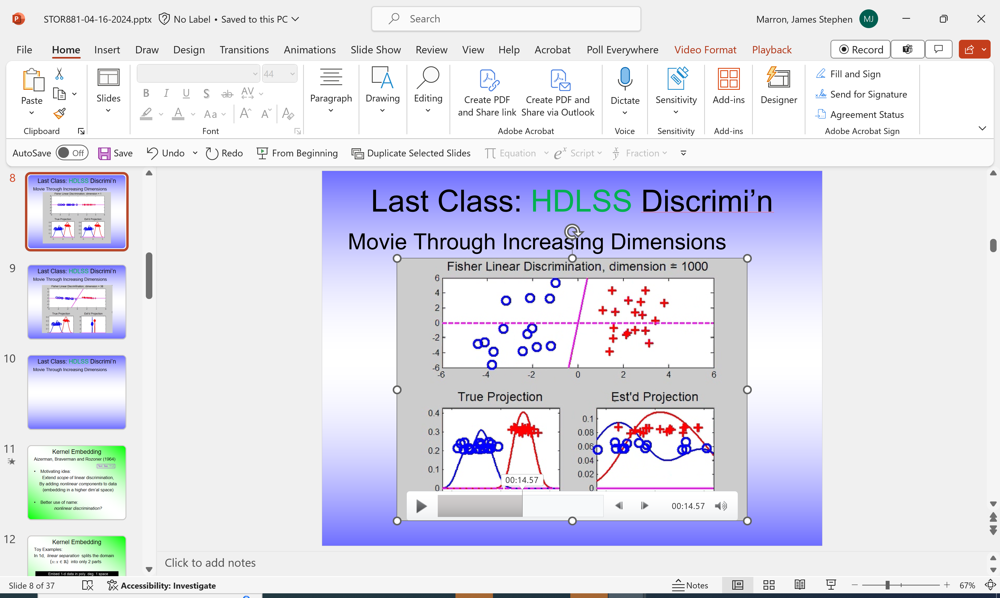 STOR881-04-16-2024.pptx No Label • Saved to this PC
Search
Marron, James Stephen MJ
File Home Insert Draw Design Transitions Animations Slide Show Review View Help Acrobat Poll Everywhere Video Format Playback Record
Paste
Slides
44
B I U S ab AV
Aa A A
Paragraph
Drawing
Editing
Create PDF and Share link
Create PDF and Share via Outlook
Dictate
Sensitivity
Add-ins
Designer
Fill and Sign
Send for Signature
Agreement Status
Clipboard
Font
Adobe Acrobat
Voice
Sensitivity
Add-ins
Adobe Acrobat Sign
AutoSave Off Save Undo Redo From Beginning Duplicate Selected Slides Equation Script Fraction
8
Last Class: HDLSS Discrimi’n
Movie Through Increasing Dimensions
Fisher Linear Discrimination, dimension = 1
True Projection
Est'd Projection
9
Last Class: HDLSS Discrimi’n
Movie Through Increasing Dimensions
Fisher Linear Discrimination, dimension = 38
True Projection
Est'd Projection
10
Last Class: HDLSS Discrimi’n
Movie Through Increasing Dimensions
11
Kernel Embedding
Aizerman, Braverman and Rozoner (1964)
Text: Sec. 11.2
• Motivating idea:
Extend scope of linear discrimination,
By adding nonlinear components to data
(embedding in a higher dim’al space)
• Better use of name:
nonlinear discrimination?
12
Kernel Embedding
Toy Examples:
In 1d, linear separation splits the domain
{x: x ∈ ℝ} into only 2 parts
Embed 1-d data in poly. deg. 1 space
Last Class: HDLSS Discrimi’n
Movie Through Increasing Dimensions
Fisher Linear Discrimination, dimension = 1000
6
4
2
0
-2
-4
-6
-6 -4 -2 0 2 4 6
True Projection
0.4
0.3
0.2
0.1
0
Est'd Projection
0.1
0.08
0.06
0.04
0.02
0
00:14.57
00:14.57
Click to add notes
Slide 8 of 37
Accessibility: Investigate
Notes
67%